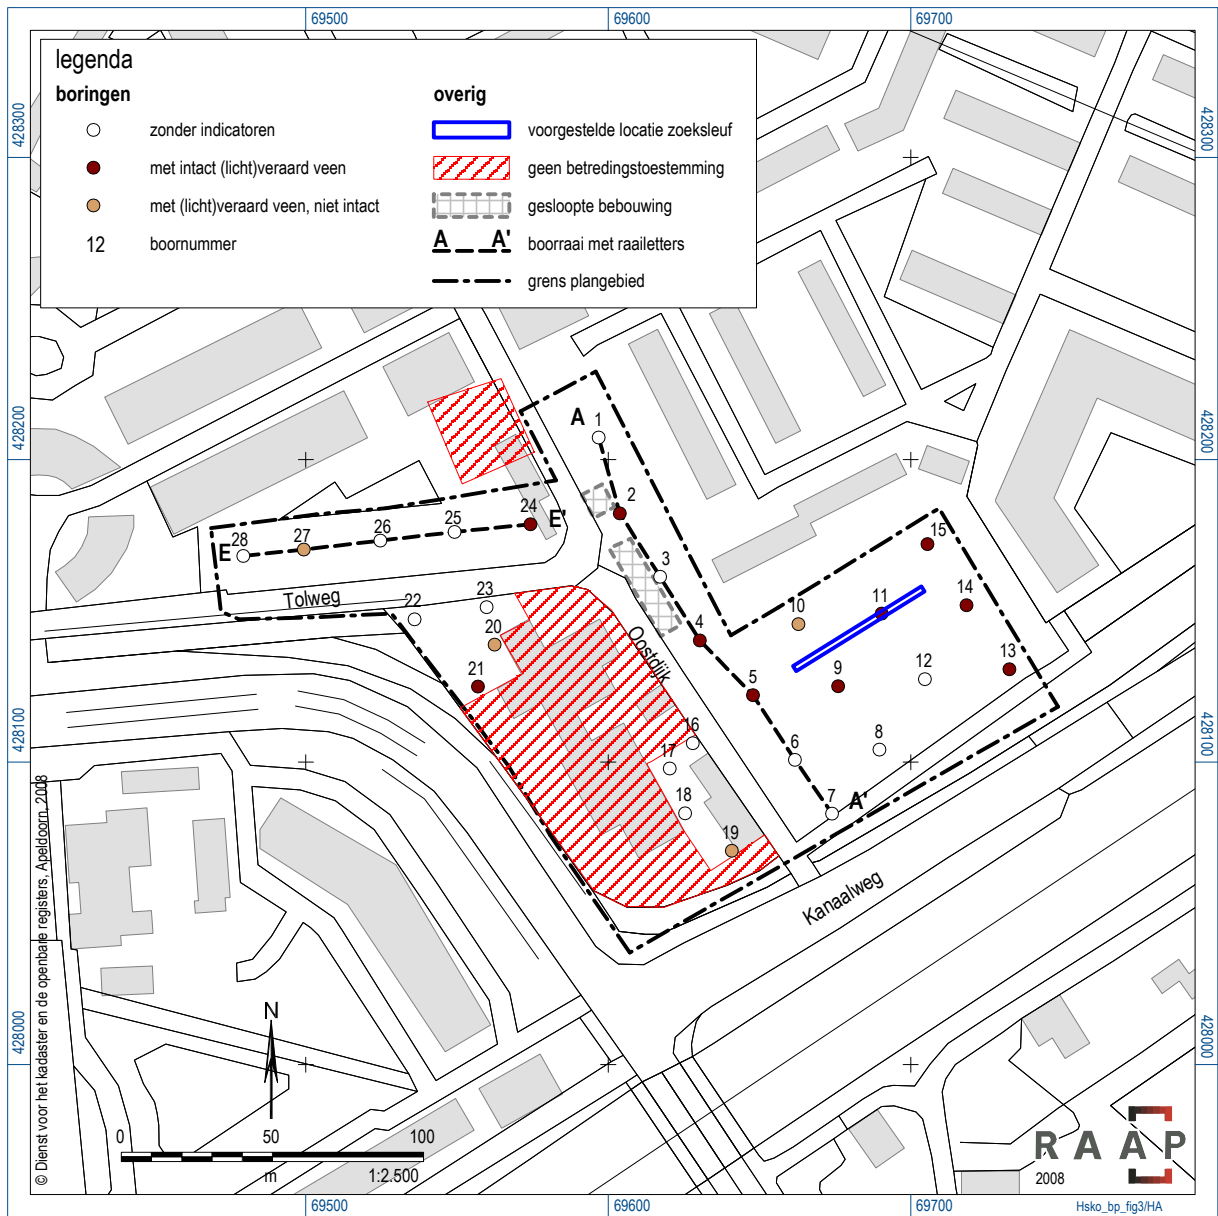 69500 69600 69700
legenda
boringen
zonder indicatoren
met intact (licht)veraard veen
met (licht)veraard veen, niet intact
12 boornummer
overig
voorgestelde locatie zoeksleuf
geen betredingstoestemming
gesloopte bebouwing
A A' boorraai met raailetters
grens plangebied
428300 428300
428200 428200
428100 428100
428000 428000
A 1
2
24 E'
25
26
27
28
E
15
3
14
23
Tolweg
22
11
10
4
20
Oostdijk
13
12
21
9
5
16
8
6
17
7 A'
18
19
Kanaalweg
N
0 50 100
m 1:2.500
© Dienst voor het kadaster en de openbare registers, Apeldoorn, 2008
RAAP
2008
69500 69600 69700
Hsko_bp_fig3/HA